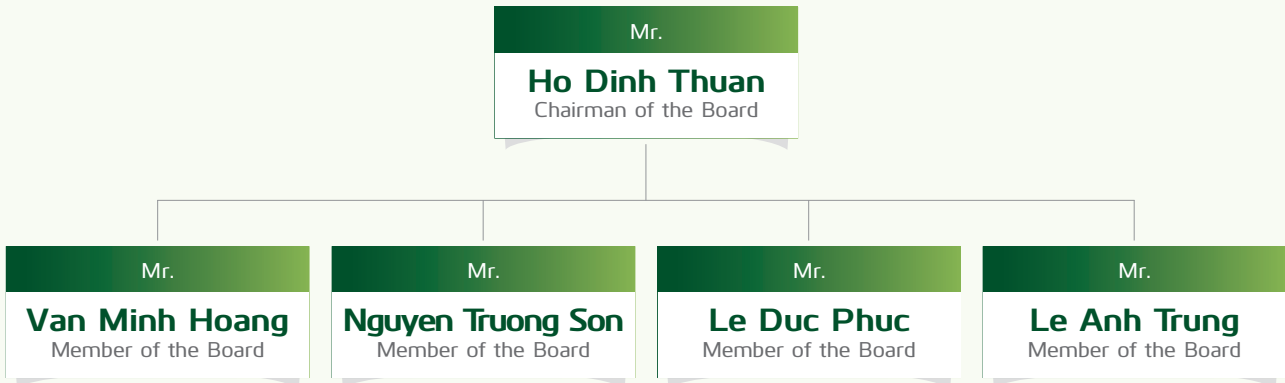 Mr.
Ho Dinh Thuan
Chairman of the Board
Mr.
Van Minh Hoang
Member of the Board
Mr.
Nguyen Truong Son
Member of the Board
Mr.
Le Duc Phuc
Member of the Board
Mr.
Le Anh Trung
Member of the Board